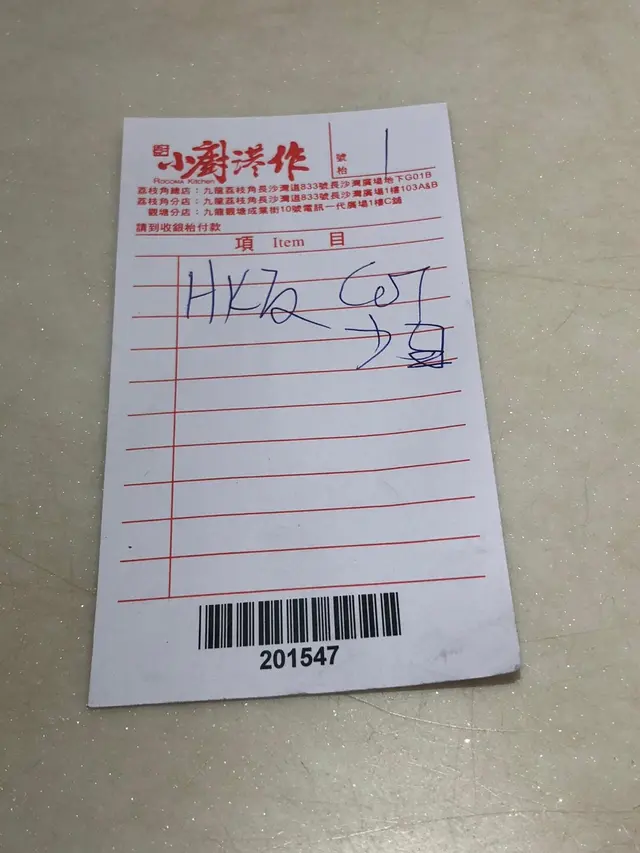 小廚港作
號
枱
1
荔枝角總店：九龍荔枝角長沙灣道833號長沙灣廣場地下G01B
荔枝角分店：九龍荔枝角長沙灣道833號長沙灣廣場1樓103A&B
觀塘分店：九龍觀塘成業街10號電訊一代廣場1樓C舖
請到收銀枱付款
項 Item 目
HK
少
201547